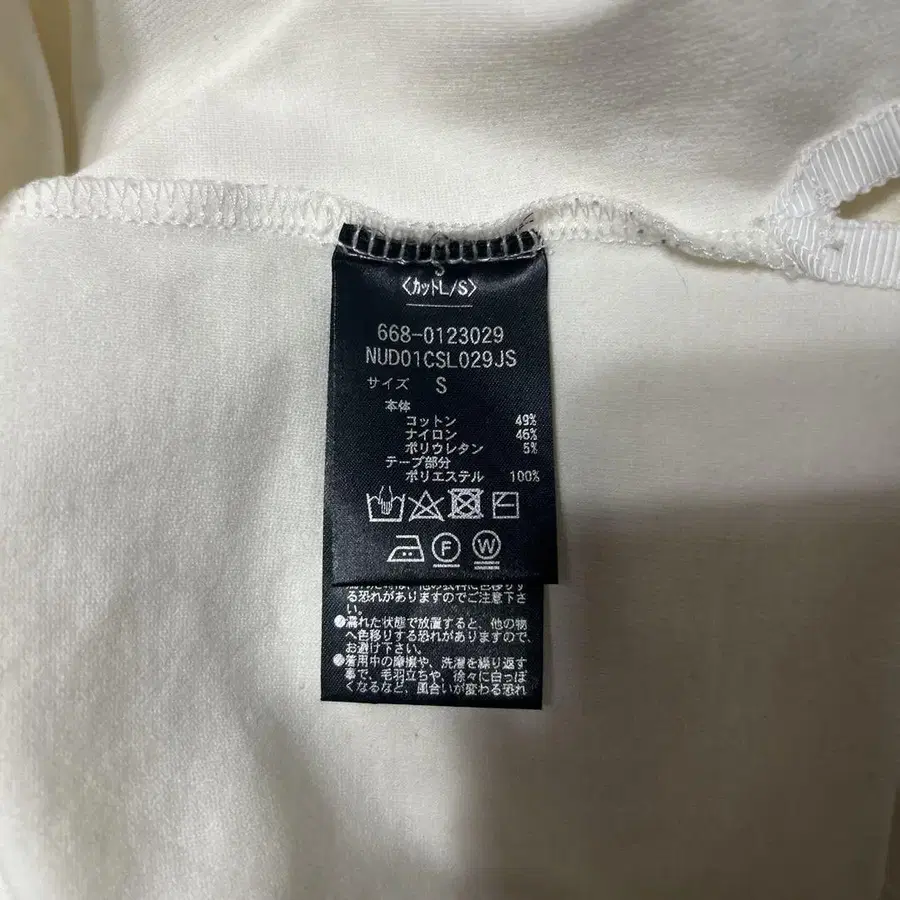 S
〈カットL/S〉
668-0123029
NUD01CSL029JS
サイズ S
本体
コットン 49%
ナイロン 46%
ポリウレタン 5%
テープ部分
ポリエステル 100%
F W
る恐れがありますのでご注意下さ
い。
●濡れた状態で放置すると、他の物
へ色移りする恐れがありますので、
お避け下さい。
●着用中の摩擦や、洗濯を繰り返す
事で、毛羽立ちや、徐々に白っぽ
くなるなど、風合いが変わる恐れ